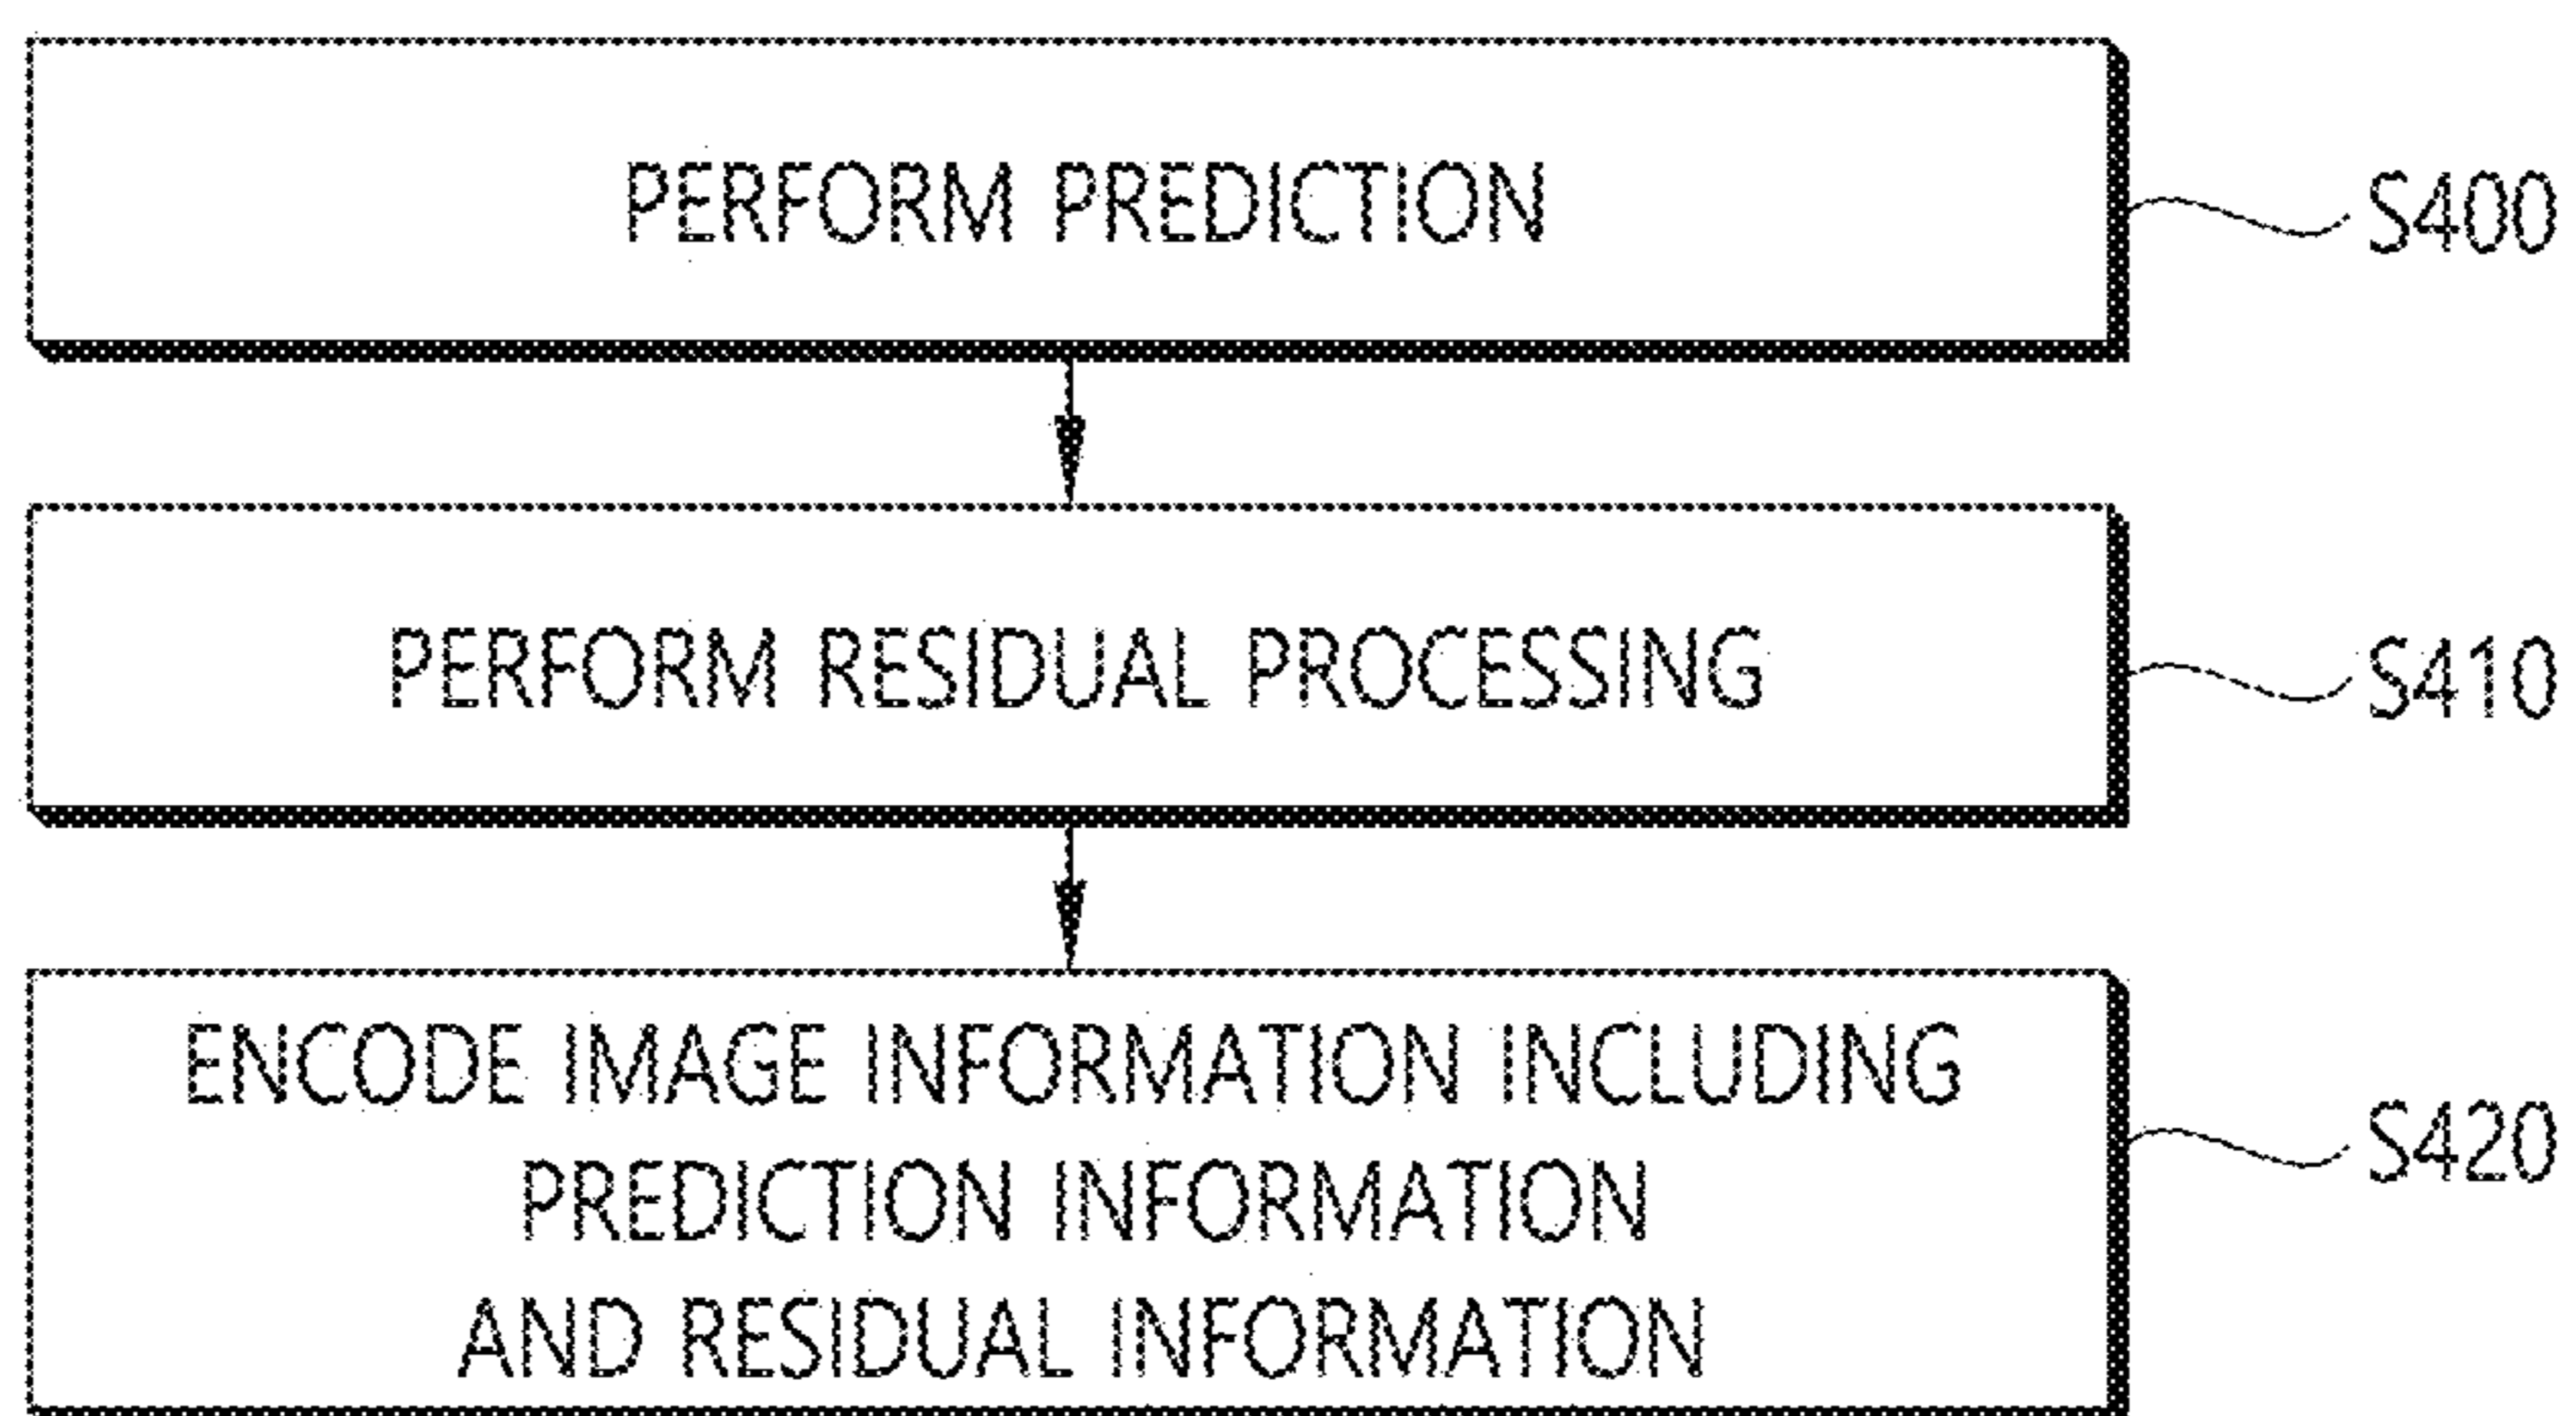 PERFORM PREDICTION
S400
PERFORM RESIDUAL PROCESSING
S410
ENCODE IMAGE INFORMATION INCLUDING
PREDICTION INFORMATION
AND RESIDUAL INFORMATION
S420